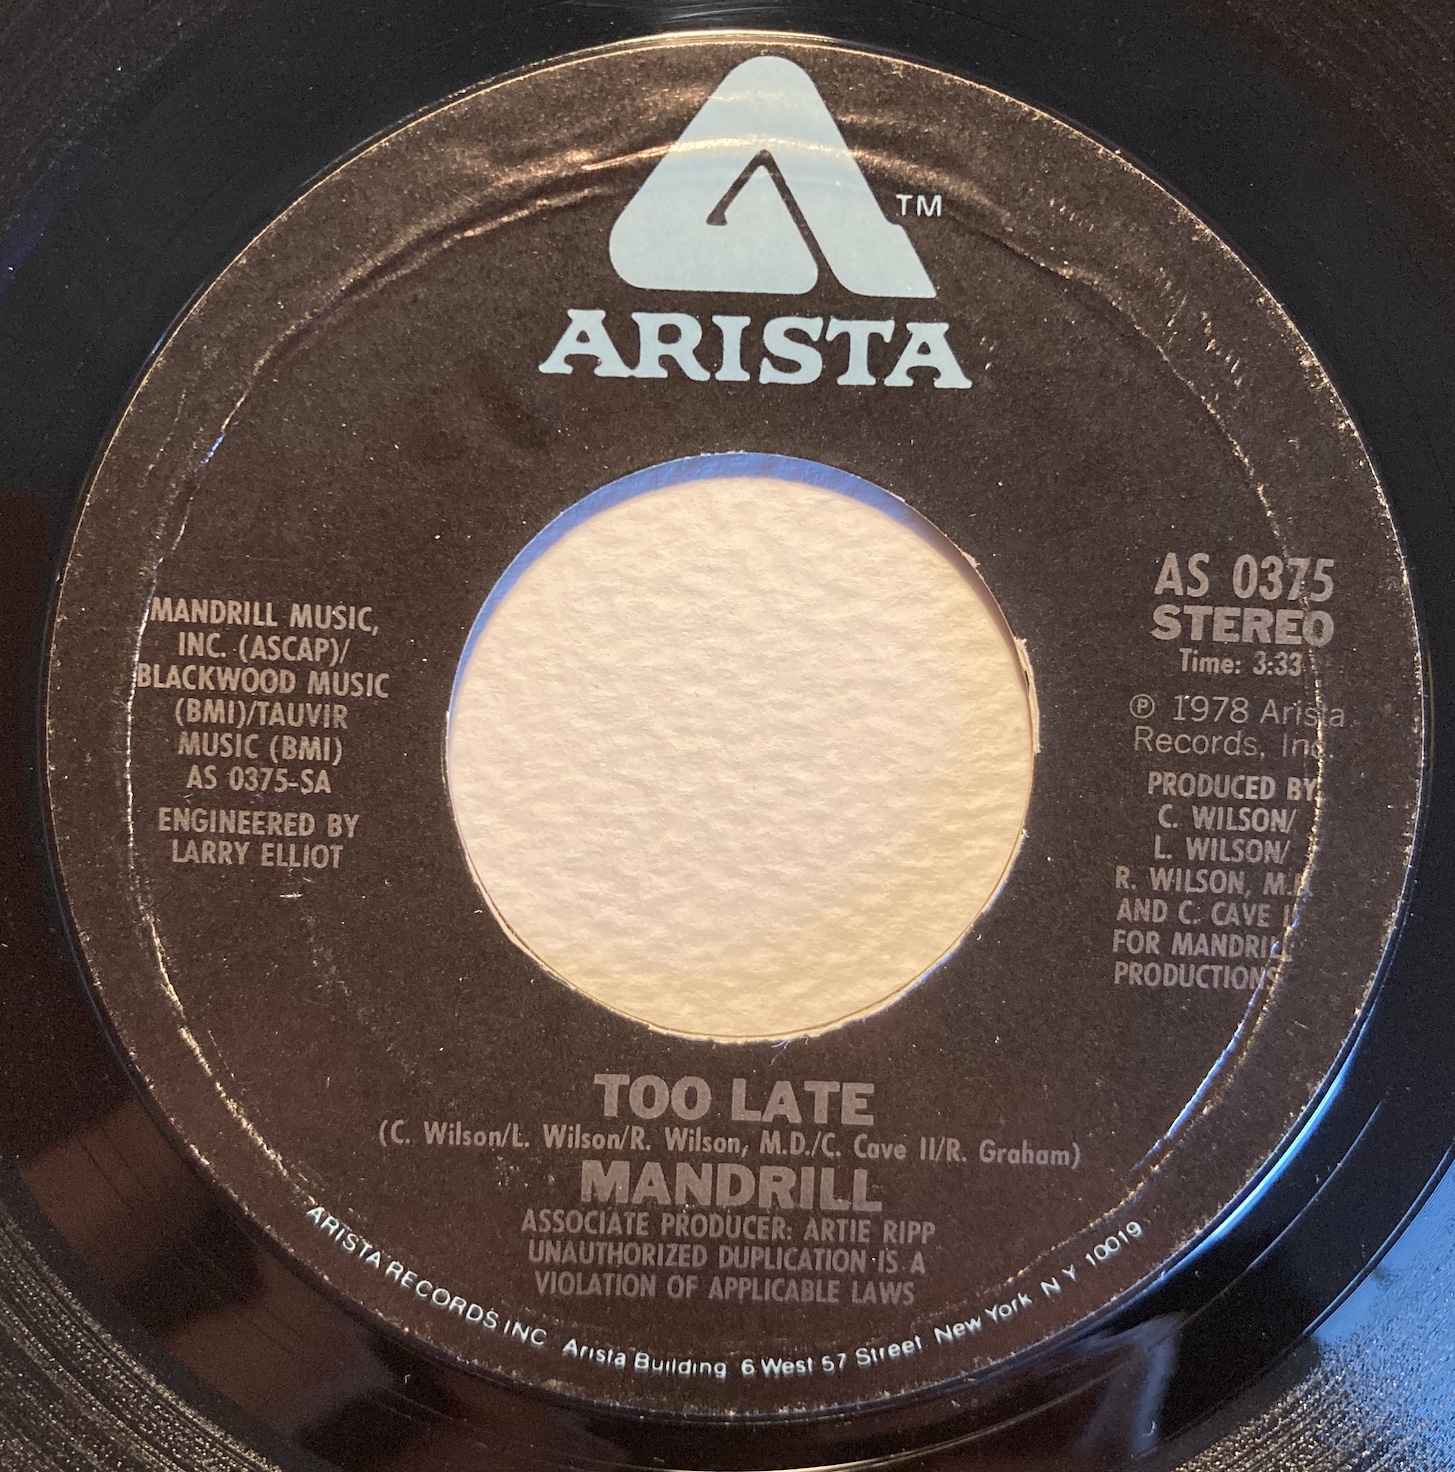 TM
ARISTA
MANDRILL MUSIC,
INC. (ASCAP)/
BLACKWOOD MUSIC
(BMI)/TAUVIR
MUSIC (BMI)
AS 0375-SA
ENGINEERED BY
LARRY ELLIOT
AS 0375
STEREO
Time: 3:33
℗ 1978 Arista
Records, Inc.
PRODUCED BY
C. WILSON/
L. WILSON/
R. WILSON, M.D.
AND C. CAVE II
FOR MANDRILL
PRODUCTIONS
TOO LATE
(C. Wilson/L. Wilson/R. Wilson, M.D./C. Cave II/R. Graham)
MANDRILL
ASSOCIATE PRODUCER: ARTIE RIPP
UNAUTHORIZED DUPLICATION IS A
VIOLATION OF APPLICABLE LAWS
ARISTA RECORDS INC Arista Building 6 West 57 Street New York N Y 10019